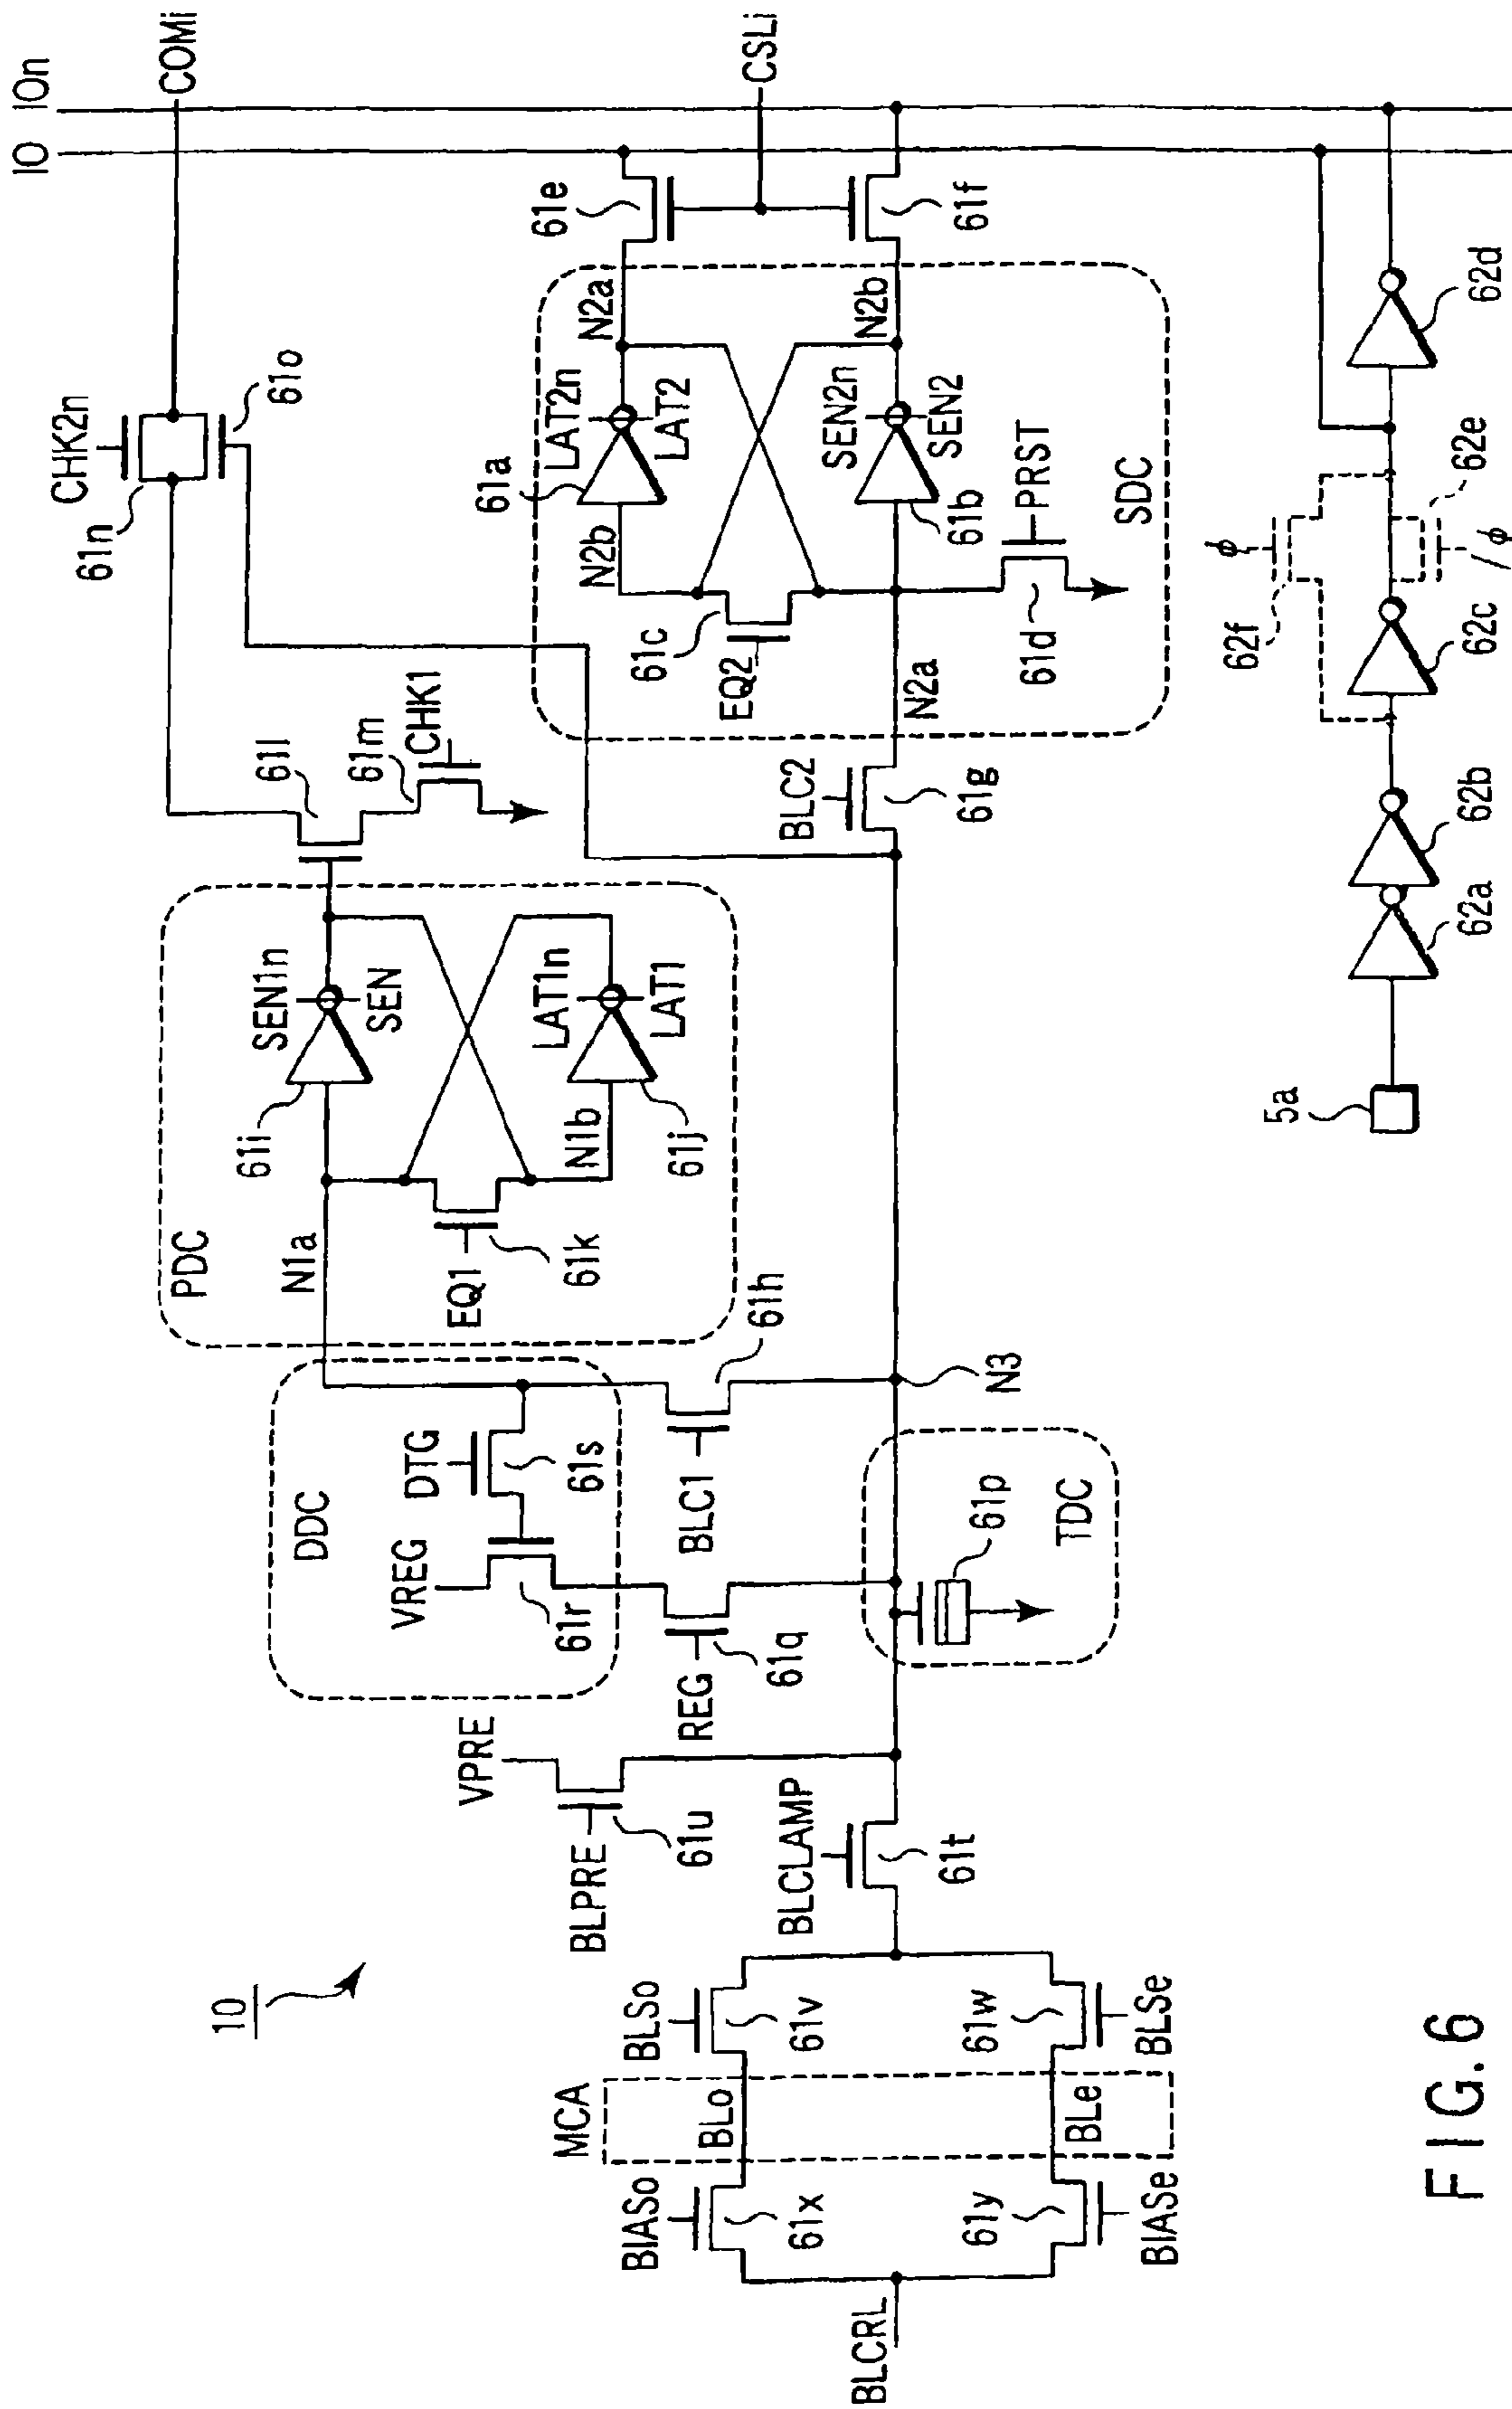 10
BLCRL
BIASo
61x
61y
BIASe
MCA
BLo
BLe
BLSo
61v
61w
BLSe
BLCLAMP
61t
VPRE
BLPRE
61u
DDC
VREG
DTG
61r
61s
REG
61q
BLC1
61h
TDC
61p
N3
PDC
N1a
61i
SEN1n
SEN
EQ1
61k
N1b
61j
LAT1n
LAT1
61l
61m
CHK1
CHK2n
61n
61o
COMi
BLC2
61g
SDC
N2a
EQ2
61c
N2b
61a
LAT2n
LAT2
61b
SEN2n
SEN2
61d
PRST
N2a
N2b
61e
61f
CSLi
IO
IOn
5a
62a
62b
62c
62f
φ
62e
/φ
62d
FIG.6